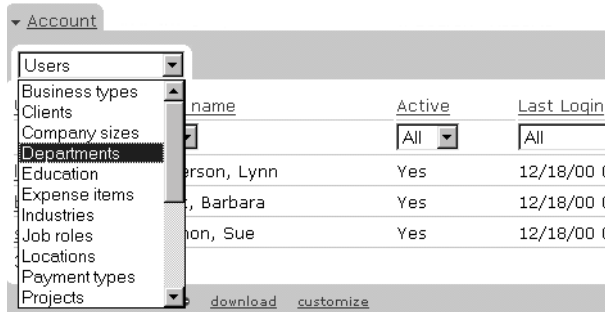 Account
Users
Business types
Clients
Company sizes
Departments
Education
Expense items
Industries
Job roles
Locations
Payment types
Projects
name Active Last Login
All All
Lynn Yes 12/18/00
Barbara Yes 12/18/00
Sue Yes 12/18/00
download customize